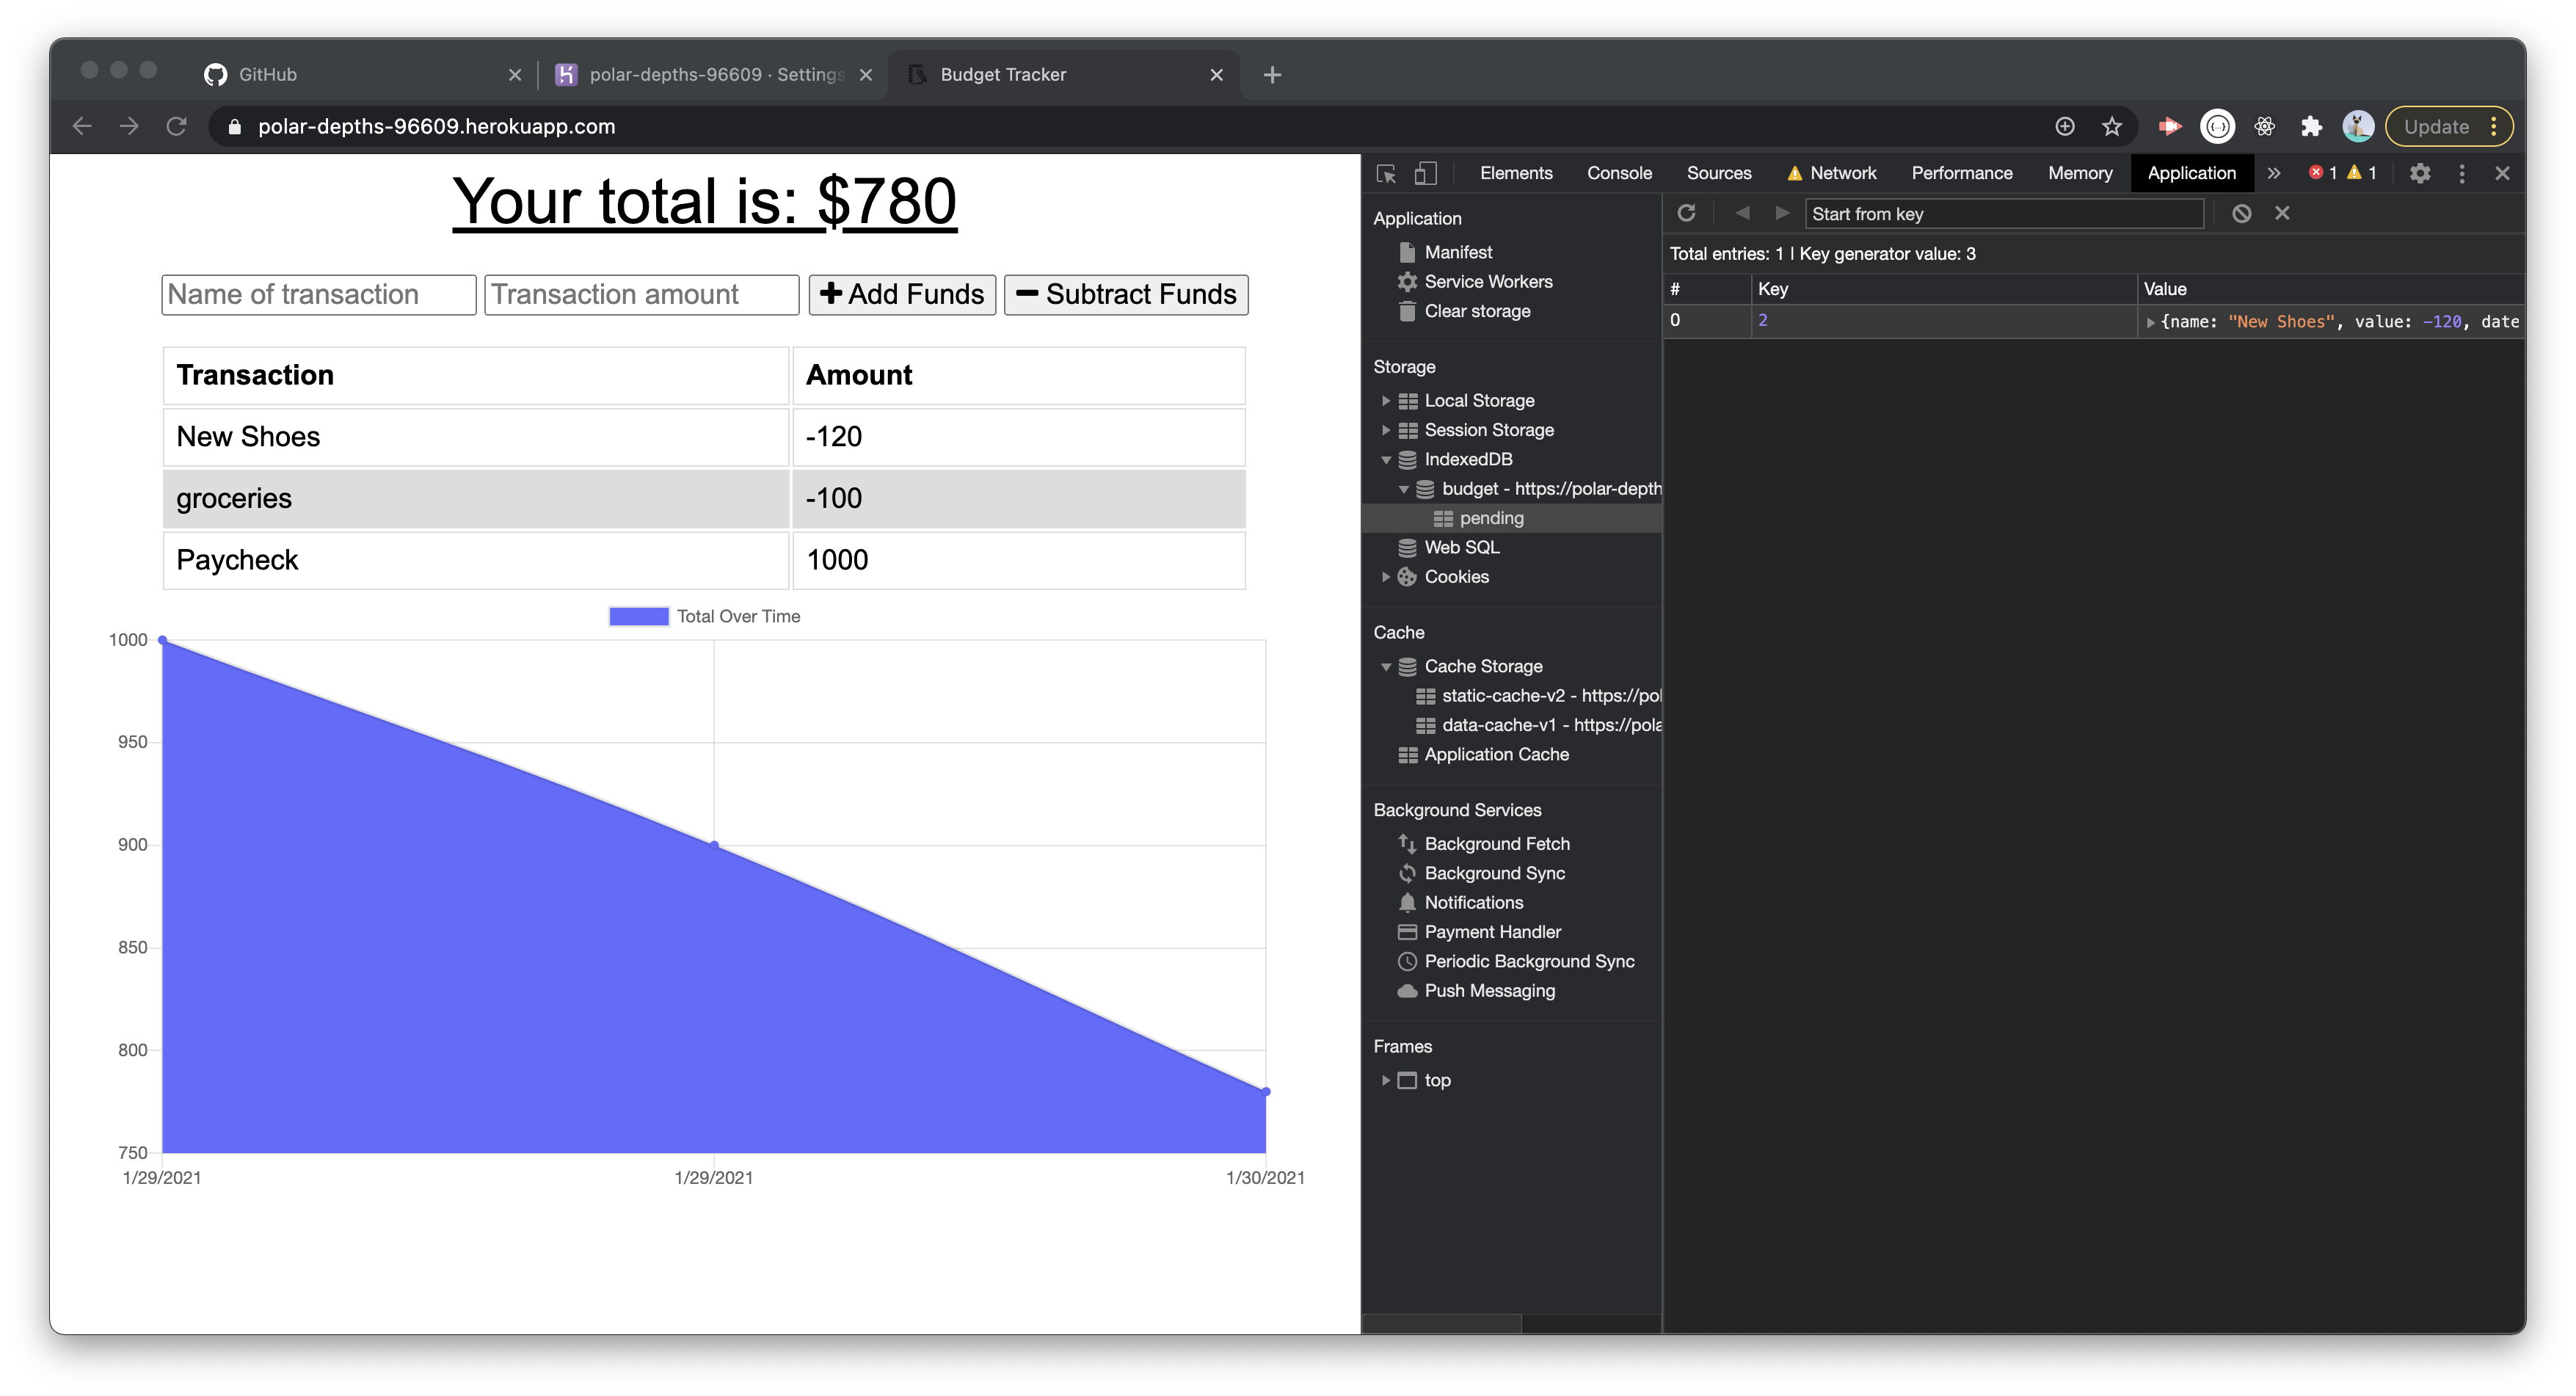 GitHub
polar-depths-96609 · Settings
Budget Tracker
polar-depths-96609.herokuapp.com
Update
Your total is: $780
Name of transaction Transaction amount Add Funds Subtract Funds
Transaction Amount
New Shoes -120
groceries -100
Paycheck 1000
Total Over Time
1000
950
900
850
800
750
1/29/2021 1/29/2021 1/30/2021
Elements Console Sources Network Performance Memory Application » 1 1
Application
Manifest
Service Workers
Clear storage
Storage
Local Storage
Session Storage
IndexedDB
budget - https://polar-depth
pending
Web SQL
Cookies
Cache
Cache Storage
static-cache-v2 - https://pol
data-cache-v1 - https://pola
Application Cache
Background Services
Background Fetch
Background Sync
Notifications
Payment Handler
Periodic Background Sync
Push Messaging
Frames
top
Start from key
Total entries: 1 | Key generator value: 3
# Key Value
0 2 {name: "New Shoes", value: -120, date